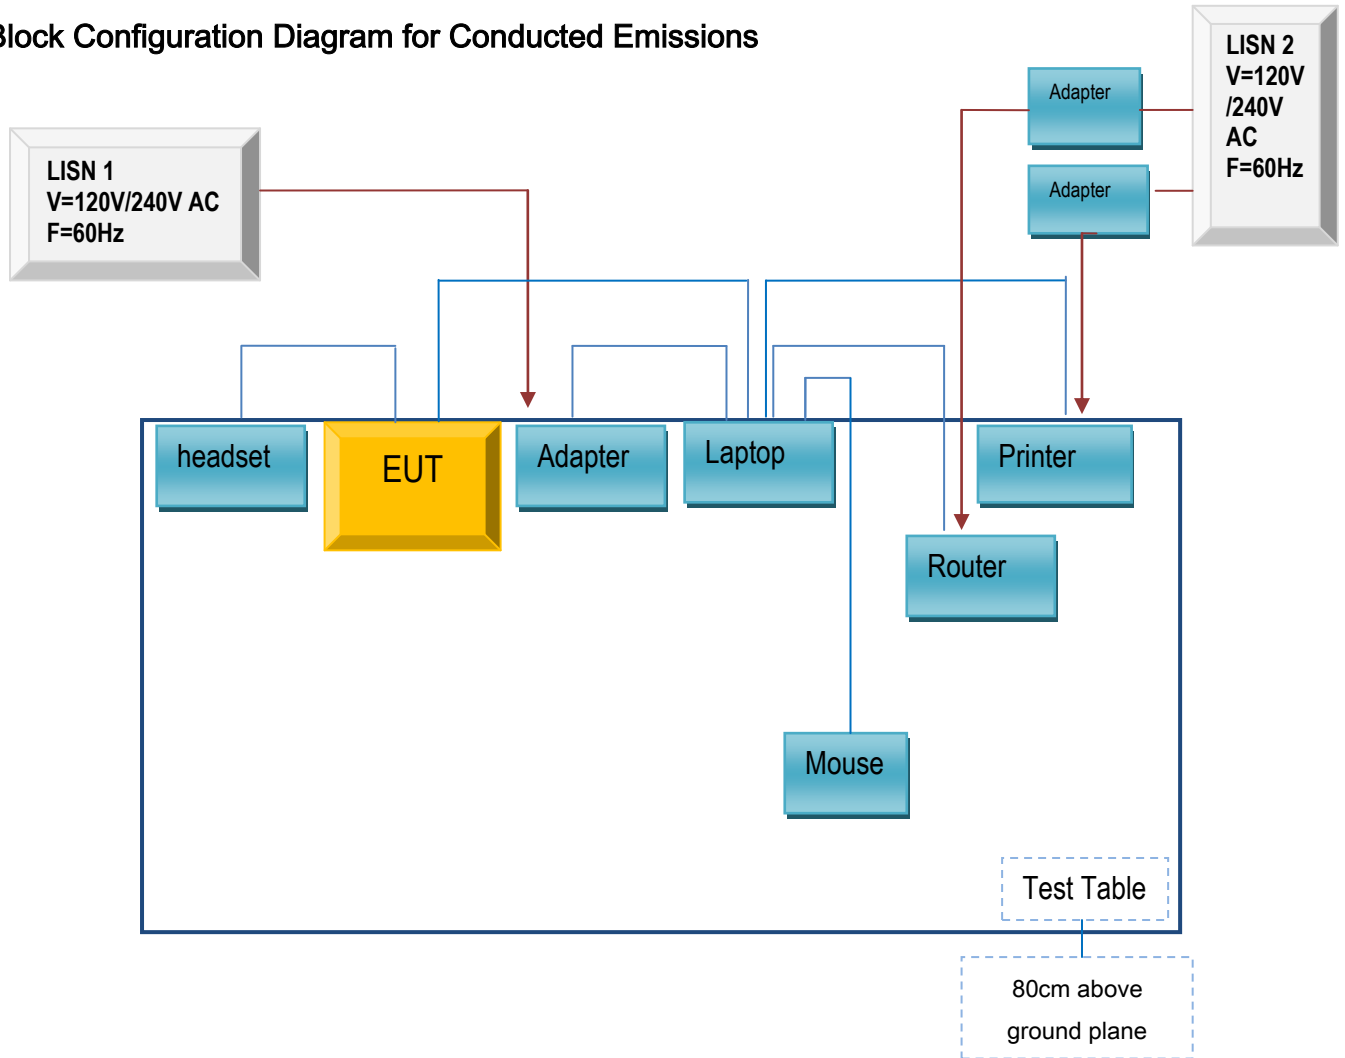 Block Configuration Diagram for Conducted Emissions
LISN 2
V=120V
/240V
AC
F=60Hz
Adapter
Adapter
LISN 1
V=120V/240V AC
F=60Hz
headset
EUT
Adapter
Laptop
Printer
Router
Mouse
Test Table
80cm above
ground plane